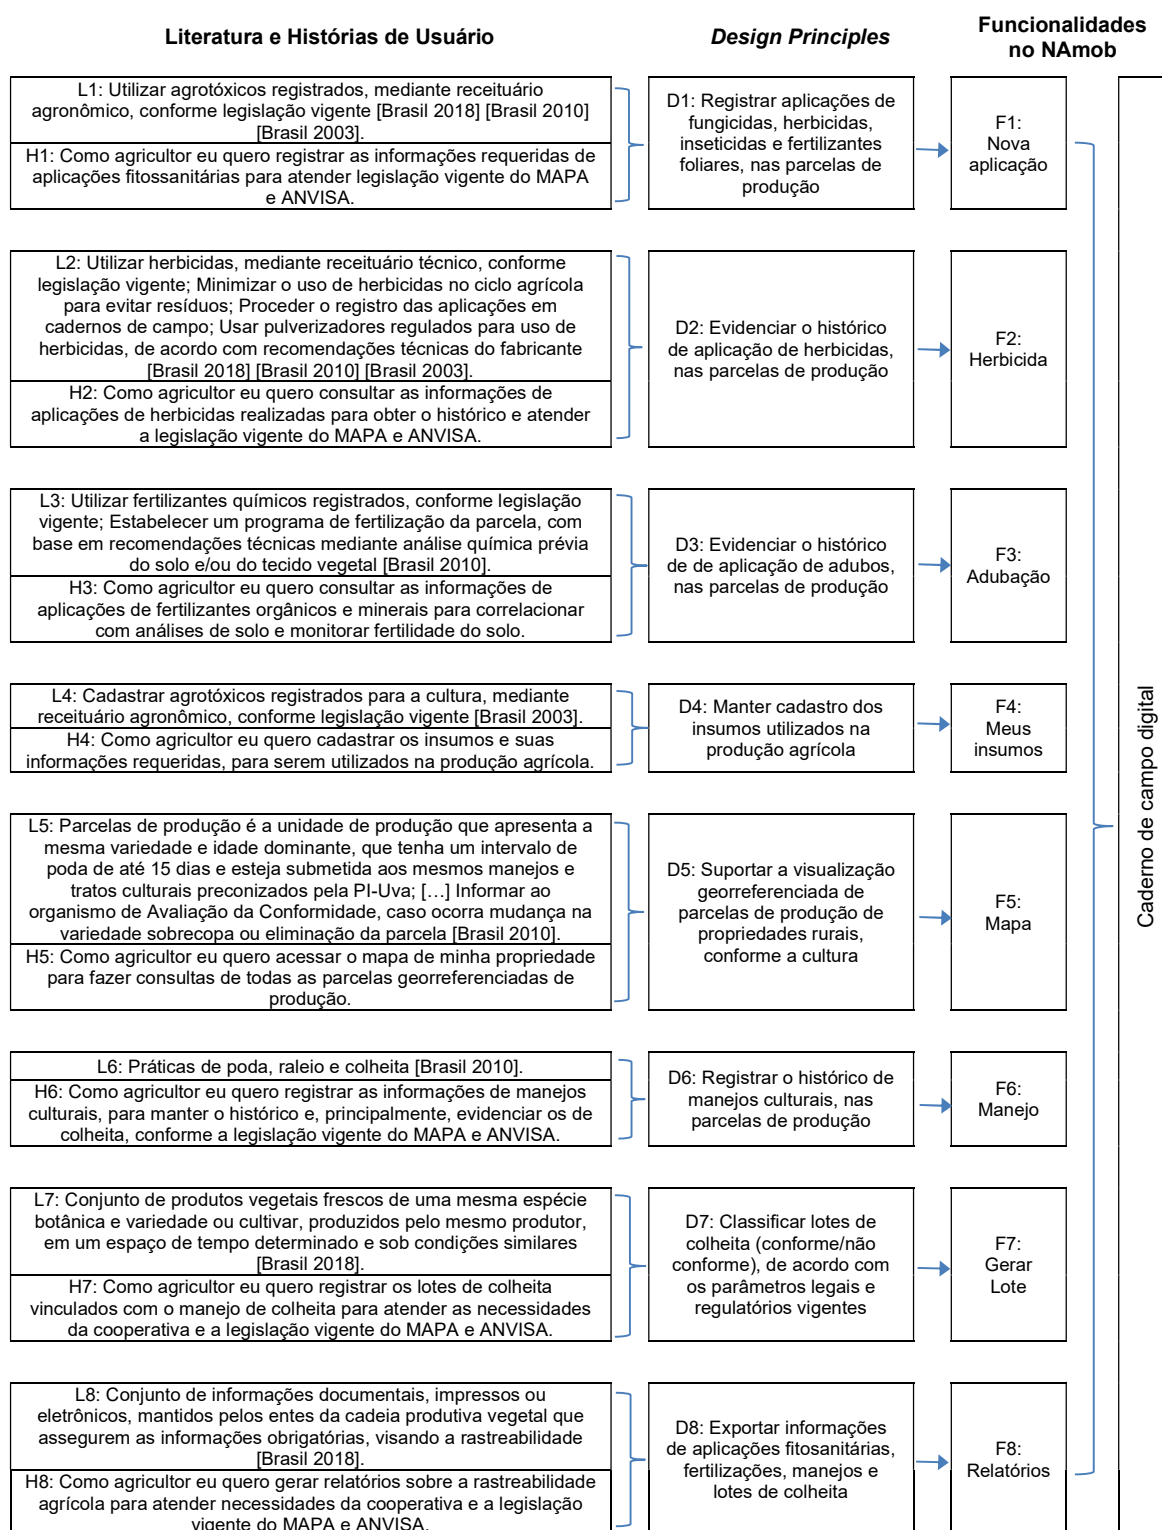 Literatura e Histórias de Usuário
Design Principles
Funcionalidades
no NAmob
L1: Utilizar agrotóxicos registrados, mediante receituário
agronômico, conforme legislação vigente [Brasil 2018] [Brasil 2010]
[Brasil 2003].
H1: Como agricultor eu quero registrar as informações requeridas de
aplicações fitossanitárias para atender legislação vigente do MAPA
e ANVISA.
D1: Registrar aplicações de
fungicidas, herbicidas,
inseticidas e fertilizantes
foliares, nas parcelas de
produção
F1:
Nova
aplicação
L2: Utilizar herbicidas, mediante receituário técnico, conforme
legislação vigente; Minimizar o uso de herbicidas no ciclo agrícola
para evitar resíduos; Proceder o registro das aplicações em
cadernos de campo; Usar pulverizadores regulados para uso de
herbicidas, de acordo com recomendações técnicas do fabricante
[Brasil 2018] [Brasil 2010] [Brasil 2003].
H2: Como agricultor eu quero consultar as informações de
aplicações de herbicidas realizadas para obter o histórico e atender
a legislação vigente do MAPA e ANVISA.
D2: Evidenciar o histórico
de aplicação de herbicidas,
nas parcelas de produção
F2:
Herbicida
L3: Utilizar fertilizantes químicos registrados, conforme legislação
vigente; Estabelecer um programa de fertilização da parcela, com
base em recomendações técnicas mediante análise química prévia
do solo e/ou do tecido vegetal [Brasil 2010].
H3: Como agricultor eu quero consultar as informações de
aplicações de fertilizantes orgânicos e minerais para correlacionar
com análises de solo e monitorar fertilidade do solo.
D3: Evidenciar o histórico
de de aplicação de adubos,
nas parcelas de produção
F3:
Adubação
L4: Cadastrar agrotóxicos registrados para a cultura, mediante
receituário agronômico, conforme legislação vigente [Brasil 2003].
H4: Como agricultor eu quero cadastrar os insumos e suas
informações requeridas, para serem utilizados na produção agrícola.
D4: Manter cadastro dos
insumos utilizados na
produção agrícola
F4:
Meus
insumos
L5: Parcelas de produção é a unidade de produção que apresenta a
mesma variedade e idade dominante, que tenha um intervalo de
poda de até 15 dias e esteja submetida aos mesmos manejos e
tratos culturais preconizados pela PI-Uva; […] Informar ao
organismo de Avaliação da Conformidade, caso ocorra mudança na
variedade sobrecopa ou eliminação da parcela [Brasil 2010].
H5: Como agricultor eu quero acessar o mapa de minha propriedade
para fazer consultas de todas as parcelas georreferenciadas de
produção.
D5: Suportar a visualização
georreferenciada de
parcelas de produção de
propriedades rurais,
conforme a cultura
F5:
Mapa
L6: Práticas de poda, raleio e colheita [Brasil 2010].
H6: Como agricultor eu quero registrar as informações de manejos
culturais, para manter o histórico e, principalmente, evidenciar os de
colheita, conforme a legislação vigente do MAPA e ANVISA.
D6: Registrar o histórico de
manejos culturais, nas
parcelas de produção
F6:
Manejo
L7: Conjunto de produtos vegetais frescos de uma mesma espécie
botânica e variedade ou cultivar, produzidos pelo mesmo produtor,
em um espaço de tempo determinado e sob condições similares
[Brasil 2018].
H7: Como agricultor eu quero registrar os lotes de colheita
vinculados com o manejo de colheita para atender as necessidades
da cooperativa e a legislação vigente do MAPA e ANVISA.
D7: Classificar lotes de
colheita (conforme/não
conforme), de acordo com
os parâmetros legais e
regulatórios vigentes
F7:
Gerar
Lote
L8: Conjunto de informações documentais, impressos ou
eletrônicos, mantidos pelos entes da cadeia produtiva vegetal que
assegurem as informações obrigatórias, visando a rastreabilidade
[Brasil 2018].
H8: Como agricultor eu quero gerar relatórios sobre a rastreabilidade
agrícola para atender necessidades da cooperativa e a legislação
vigente do MAPA e ANVISA.
D8: Exportar informações
de aplicações fitosanitárias,
fertilizações, manejos e
lotes de colheita
F8:
Relatórios
Caderno de campo digital